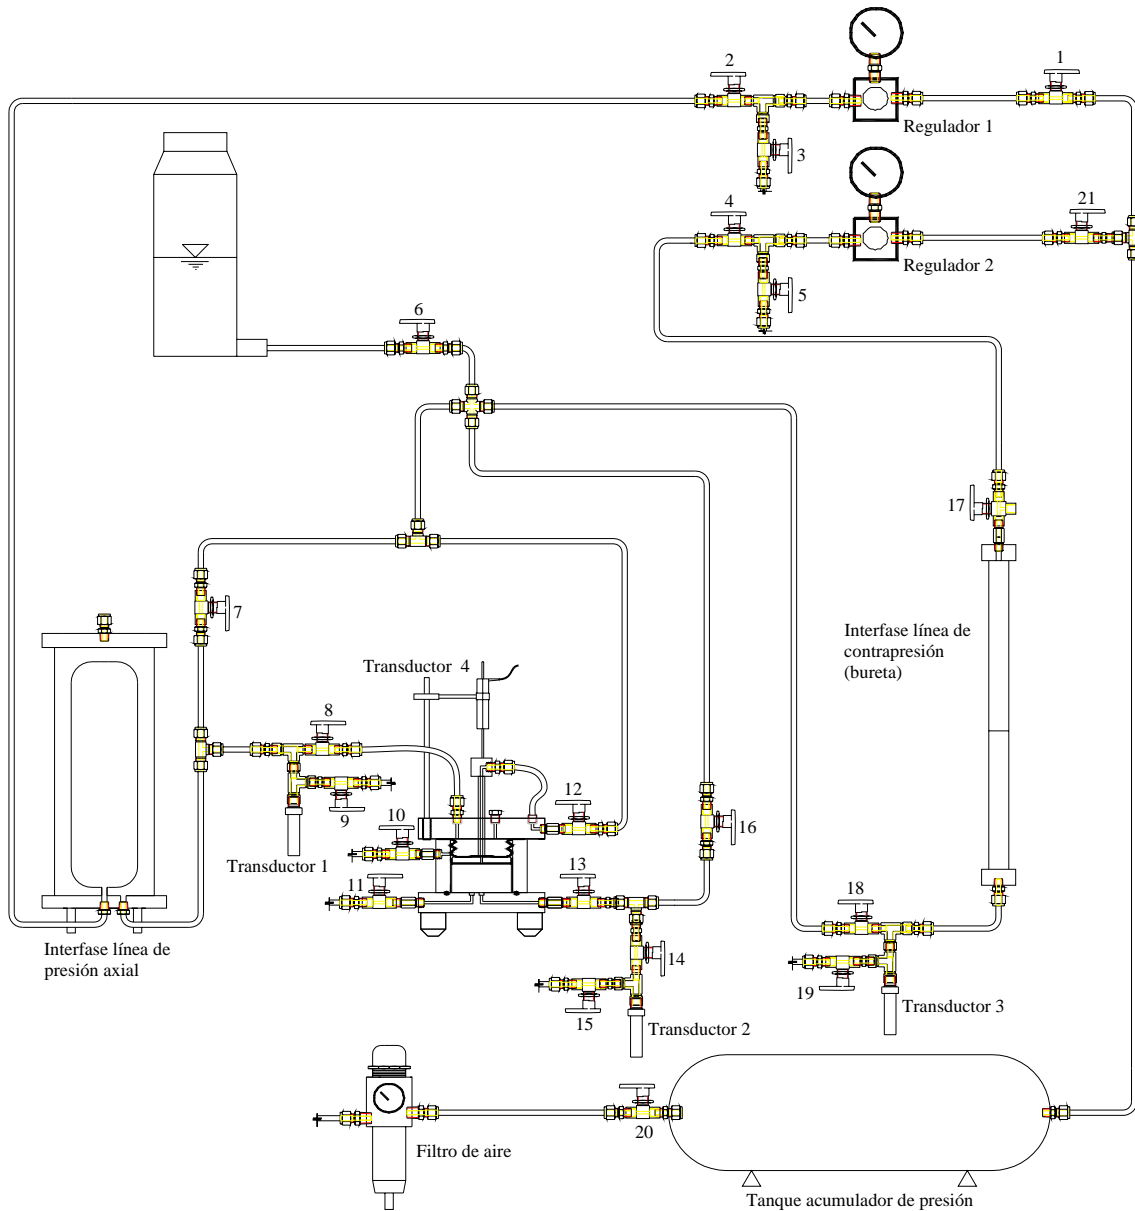 2
1
Regulador 1
3
4
21
Regulador 2
5
6
17
7
Interfase línea de
contrapresión
(bureta)
Transductor 4
8
9
10
12
16
Transductor 1
11
13
18
Interfase línea de
presión axial
14
19
15
Transductor 2
Transductor 3
20
Filtro de aire
Tanque acumulador de presión